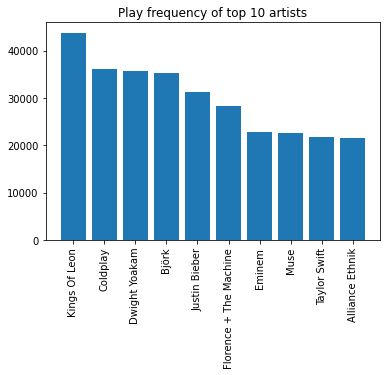 Play frequency of top 10 artists
40000
30000
20000
10000
0
Kings Of Leon
Coldplay
Dwight Yoakam
Björk
Justin Bieber
Florence + The Machine
Eminem
Muse
Taylor Swift
Alliance Ethnik